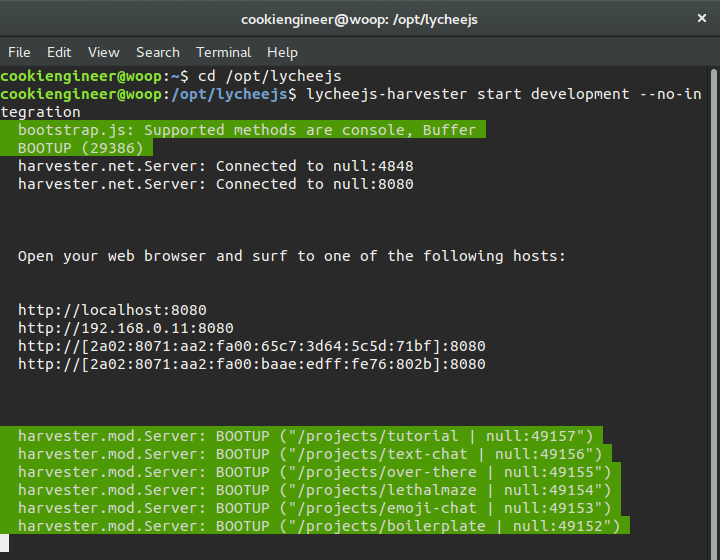 cookiengineer@woop: /opt/lycheejs
×
File Edit View Search Terminal Help
cookiengineer@woop:~$ cd /opt/lycheejs
cookiengineer@woop:/opt/lycheejs$ lycheejs-harvester start development --no-in
tegration
bootstrap.js: Supported methods are console, Buffer
BOOTUP (29386)
harvester.net.Server: Connected to null:4848
harvester.net.Server: Connected to null:8080
Open your web browser and surf to one of the following hosts:
http://localhost:8080
http://192.168.0.11:8080
http://[2a02:8071:aa2:fa00:65c7:3d64:5c5d:71bf]:8080
http://[2a02:8071:aa2:fa00:baae:edff:fe76:802b]:8080
harvester.mod.Server: BOOTUP ("/projects/tutorial | null:49157")
harvester.mod.Server: BOOTUP ("/projects/text-chat | null:49156")
harvester.mod.Server: BOOTUP ("/projects/over-there | null:49155")
harvester.mod.Server: BOOTUP ("/projects/lethalmaze | null:49154")
harvester.mod.Server: BOOTUP ("/projects/emoji-chat | null:49153")
harvester.mod.Server: BOOTUP ("/projects/boilerplate | null:49152")